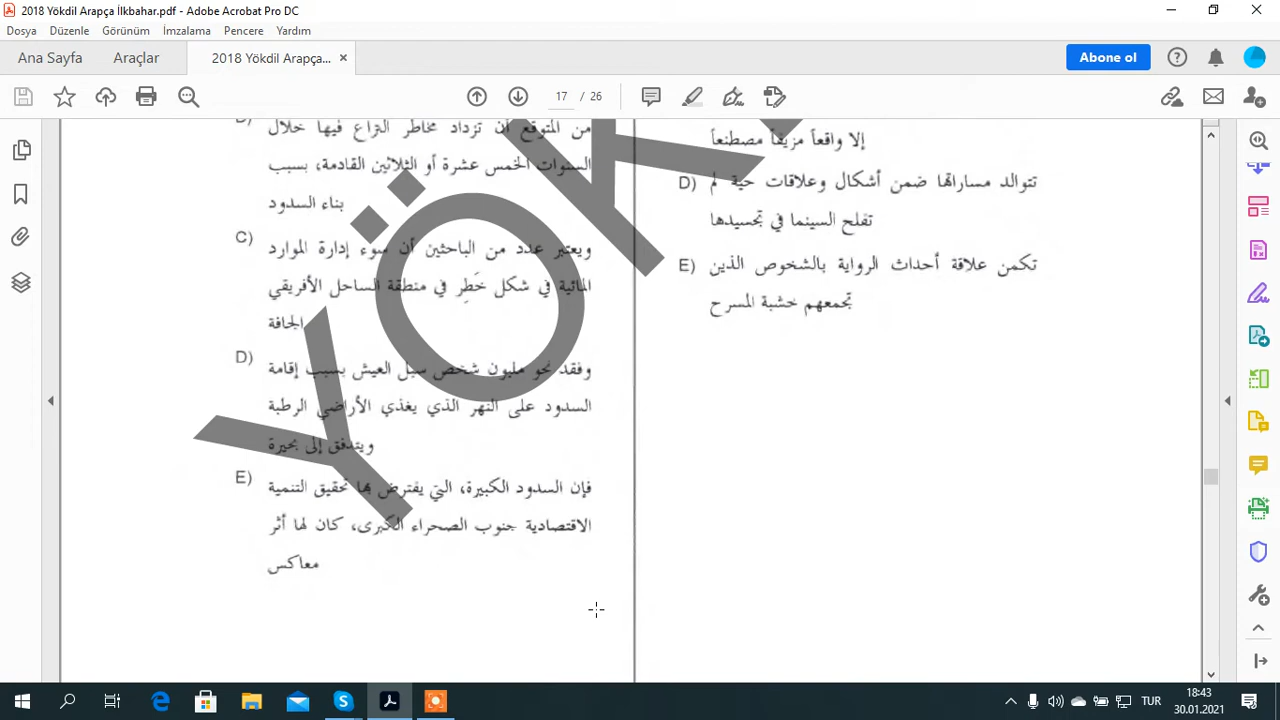 2018 Yökdil Arapça İlkbahar.pdf - Adobe Acrobat Pro DC
Dosya Düzenle Görünüm İmzalama Pencere Yardım
Ana Sayfa Araçlar 2018 Yökdil Arapça... × Abone ol
17 / 26
من المتوقع أن تزداد مخاطر النزاع فيها خلال
السنوات الخمس عشرة أو الثلاثين القادمة، بسبب
بناء السدود
C) ويعتبر عدد من الباحثين أن سوء إدارة الموارد
المائية في شكل خَطِر في منطقة الساحل الأفريقي
الجافة
D) وفقد نحو مليون شخص سبل العيش بسبب إقامة
السدود على النهر الذي يغذي الأراضي الرطبة
ويتدفق إلى بحيرة
E) فإن السدود الكبيرة، التي يفترض بها تحقيق التنمية
الاقتصادية جنوب الصحراء الكبرى، كان لها أثر
معاكس
إلا واقعاً مزيفاً مصطنعاً
D) تتوالد مساراتها ضمن أشكال وعلاقات حية لم
تفلح السينما في تجسيدها
E) تكمن علاقة أحداث الرواية بالشخوص الذين
تجمعهم خشبة المسرح
YÖK
TUR
18:43
30.01.2021